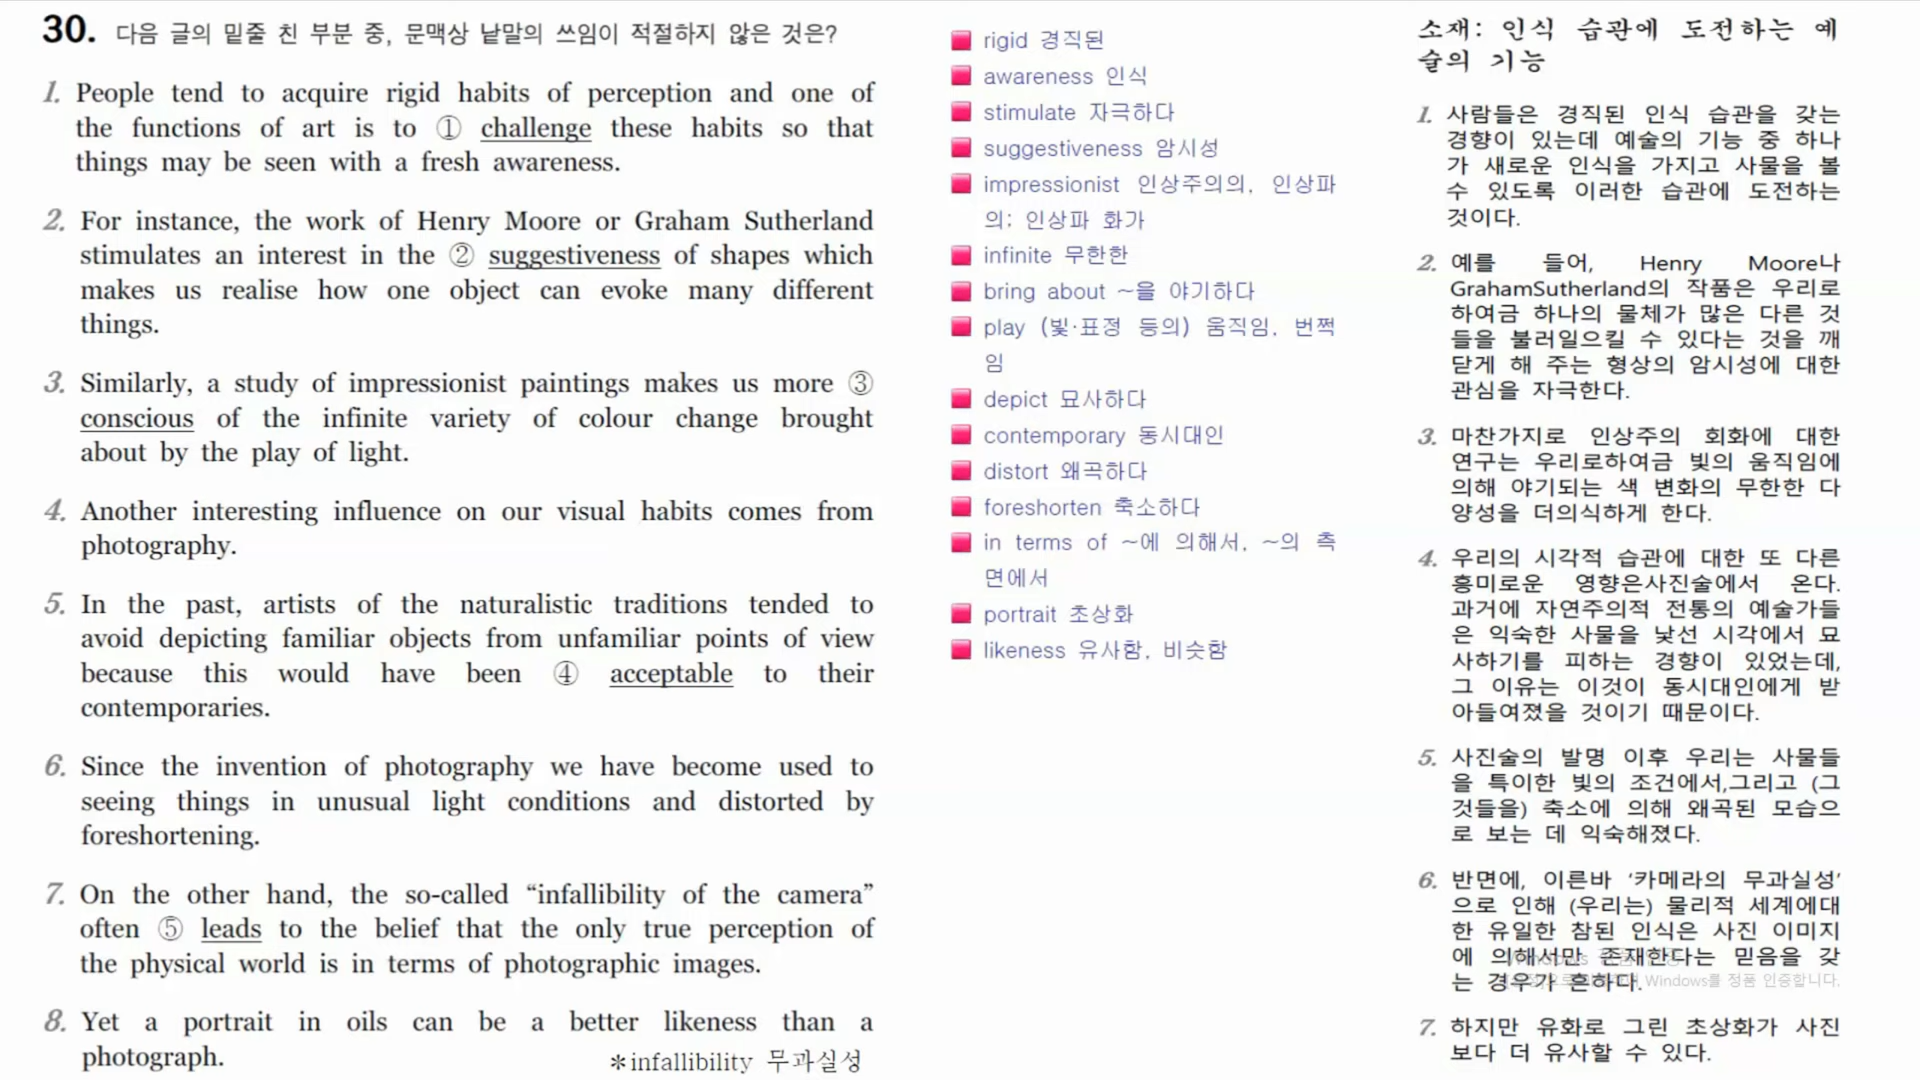 30. 다음 글의 밑줄 친 부분 중, 문맥상 낱말의 쓰임이 적절하지 않은 것은?
1. People tend to acquire rigid habits of perception and one of
the functions of art is to ① challenge these habits so that
things may be seen with a fresh awareness.
2. For instance, the work of Henry Moore or Graham Sutherland
stimulates an interest in the ② suggestiveness of shapes which
makes us realise how one object can evoke many different
things.
3. Similarly, a study of impressionist paintings makes us more ③
conscious of the infinite variety of colour change brought
about by the play of light.
4. Another interesting influence on our visual habits comes from
photography.
5. In the past, artists of the naturalistic traditions tended to
avoid depicting familiar objects from unfamiliar points of view
because this would have been ④ acceptable to their
contemporaries.
6. Since the invention of photography we have become used to
seeing things in unusual light conditions and distorted by
foreshortening.
7. On the other hand, the so-called “infallibility of the camera”
often ⑤ leads to the belief that the only true perception of
the physical world is in terms of photographic images.
8. Yet a portrait in oils can be a better likeness than a
photograph.
*infallibility 무과실성
rigid 경직된
awareness 인식
stimulate 자극하다
suggestiveness 암시성
impressionist 인상주의의, 인상파
의; 인상파 화가
infinite 무한한
bring about ~을 야기하다
play (빛·표정 등의) 움직임, 번쩍
임
depict 묘사하다
contemporary 동시대인
distort 왜곡하다
foreshorten 축소하다
in terms of ~에 의해서, ~의 측
면에서
portrait 초상화
likeness 유사함, 비슷함
소재: 인식 습관에 도전하는 예
술의 기능
1. 사람들은 경직된 인식 습관을 갖는
경향이 있는데 예술의 기능 중 하나
가 새로운 인식을 가지고 사물을 볼
수 있도록 이러한 습관에 도전하는
것이다.
2. 예를 들어, Henry Moore나
GrahamSutherland의 작품은 우리로
하여금 하나의 물체가 많은 다른 것
들을 불러일으킬 수 있다는 것을 깨
닫게 해 주는 형상의 암시성에 대한
관심을 자극한다.
3. 마찬가지로 인상주의 회화에 대한
연구는 우리로하여금 빛의 움직임에
의해 야기되는 색 변화의 무한한 다
양성을 더의식하게 한다.
4. 우리의 시각적 습관에 대한 또 다른
흥미로운 영향은사진술에서 온다.
과거에 자연주의적 전통의 예술가들
은 익숙한 사물을 낯선 시각에서 묘
사하기를 피하는 경향이 있었는데,
그 이유는 이것이 동시대인에게 받
아들여졌을 것이기 때문이다.
5. 사진술의 발명 이후 우리는 사물들
을 특이한 빛의 조건에서,그리고 (그
것들을) 축소에 의해 왜곡된 모습으
로 보는 데 익숙해졌다.
6. 반면에, 이른바 ‘카메라의 무과실성’
으로 인해 (우리는) 물리적 세계에대
한 유일한 참된 인식은 사진 이미지
에 의해서만 존재한다는 믿음을 갖
는 경우가 흔하다.
Windows를 정품 인증합니다.
7. 하지만 유화로 그린 초상화가 사진
보다 더 유사할 수 있다.